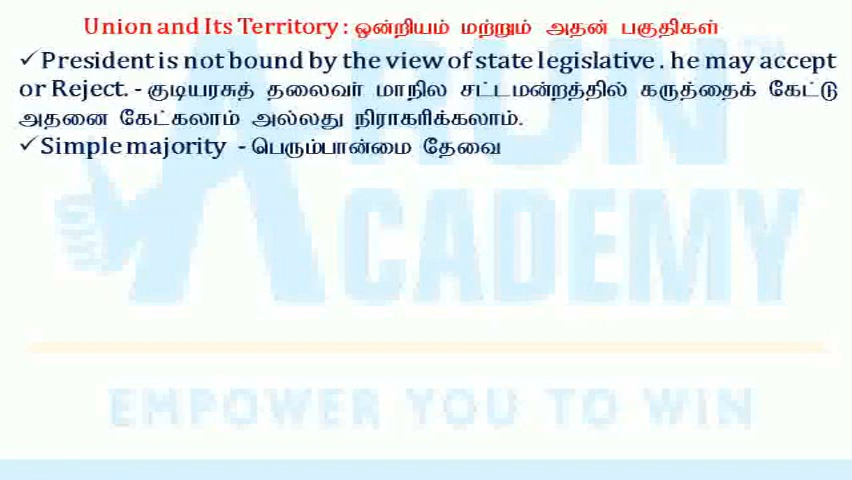 Union and Its Territory : ஒன்றியம் மற்றும் அதன் பகுதிகள்
✓President is not bound by the view of state legislative . he may accept
or Reject. - குடியரசுத் தலைவர் மாநில சட்டமன்றத்தில் கருத்தைக் கேட்டு
அதனை கேட்கலாம் அல்லது நிராகரிக்கலாம்.
✓Simple majority - பெரும்பான்மை தேவை
ARUN
ACADEMY
EMPOWER YOU TO WIN